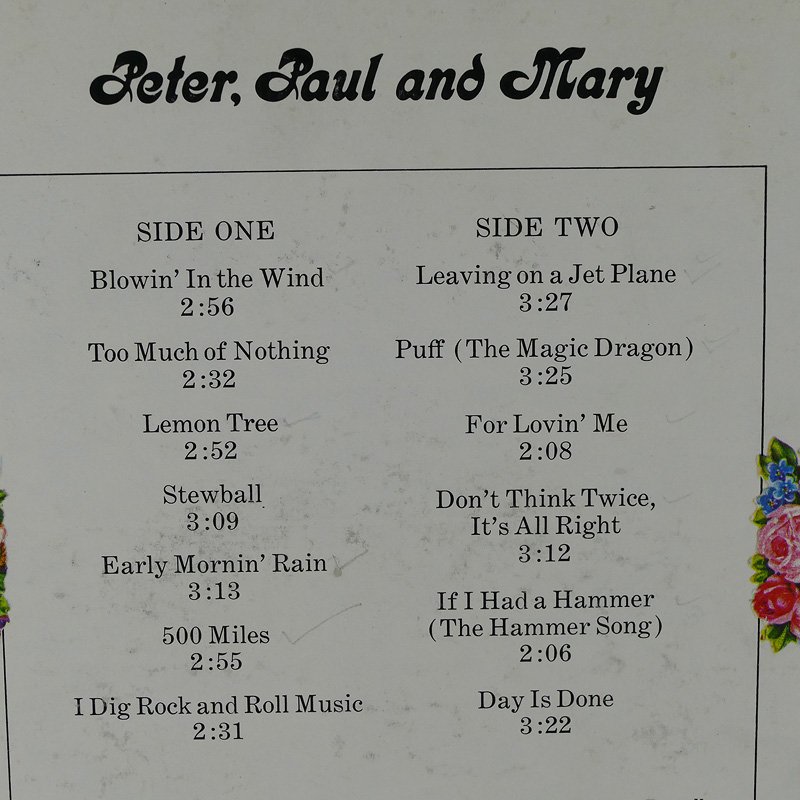 Peter, Paul and Mary
SIDE ONE
Blowin' In the Wind
2:56
Too Much of Nothing
2:32
Lemon Tree
2:52
Stewball
3:09
Early Mornin' Rain
3:13
500 Miles
2:55
I Dig Rock and Roll Music
2:31
SIDE TWO
Leaving on a Jet Plane
3:27
Puff (The Magic Dragon)
3:25
For Lovin' Me
2:08
Don't Think Twice,
It's All Right
3:12
If I Had a Hammer
(The Hammer Song)
2:06
Day Is Done
3:22